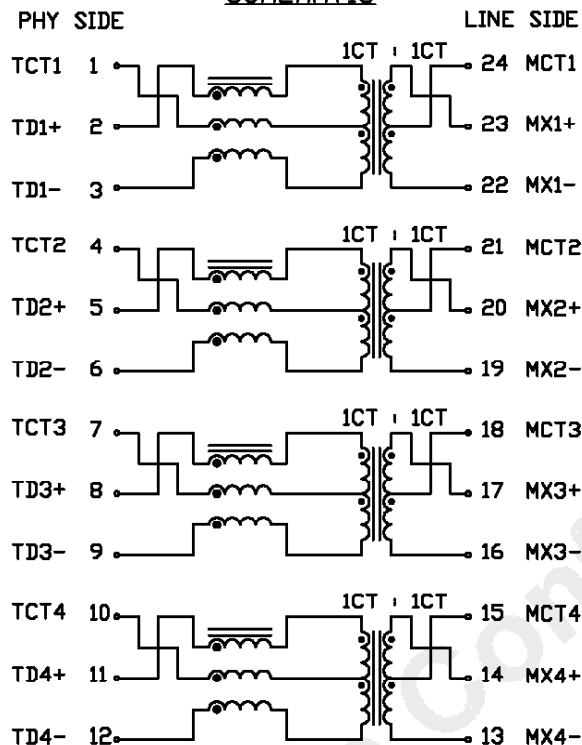 SCHEMATIC
PHY SIDE LINE SIDE
1CT : 1CT
TCT1 1 24 MCT1
TD1+ 2 23 MX1+
TD1- 3 22 MX1-
1CT : 1CT
TCT2 4 21 MCT2
TD2+ 5 20 MX2+
TD2- 6 19 MX2-
1CT : 1CT
TCT3 7 18 MCT3
TD3+ 8 17 MX3+
TD3- 9 16 MX3-
1CT : 1CT
TCT4 10 15 MCT4
TD4+ 11 14 MX4+
TD4- 12 13 MX4-